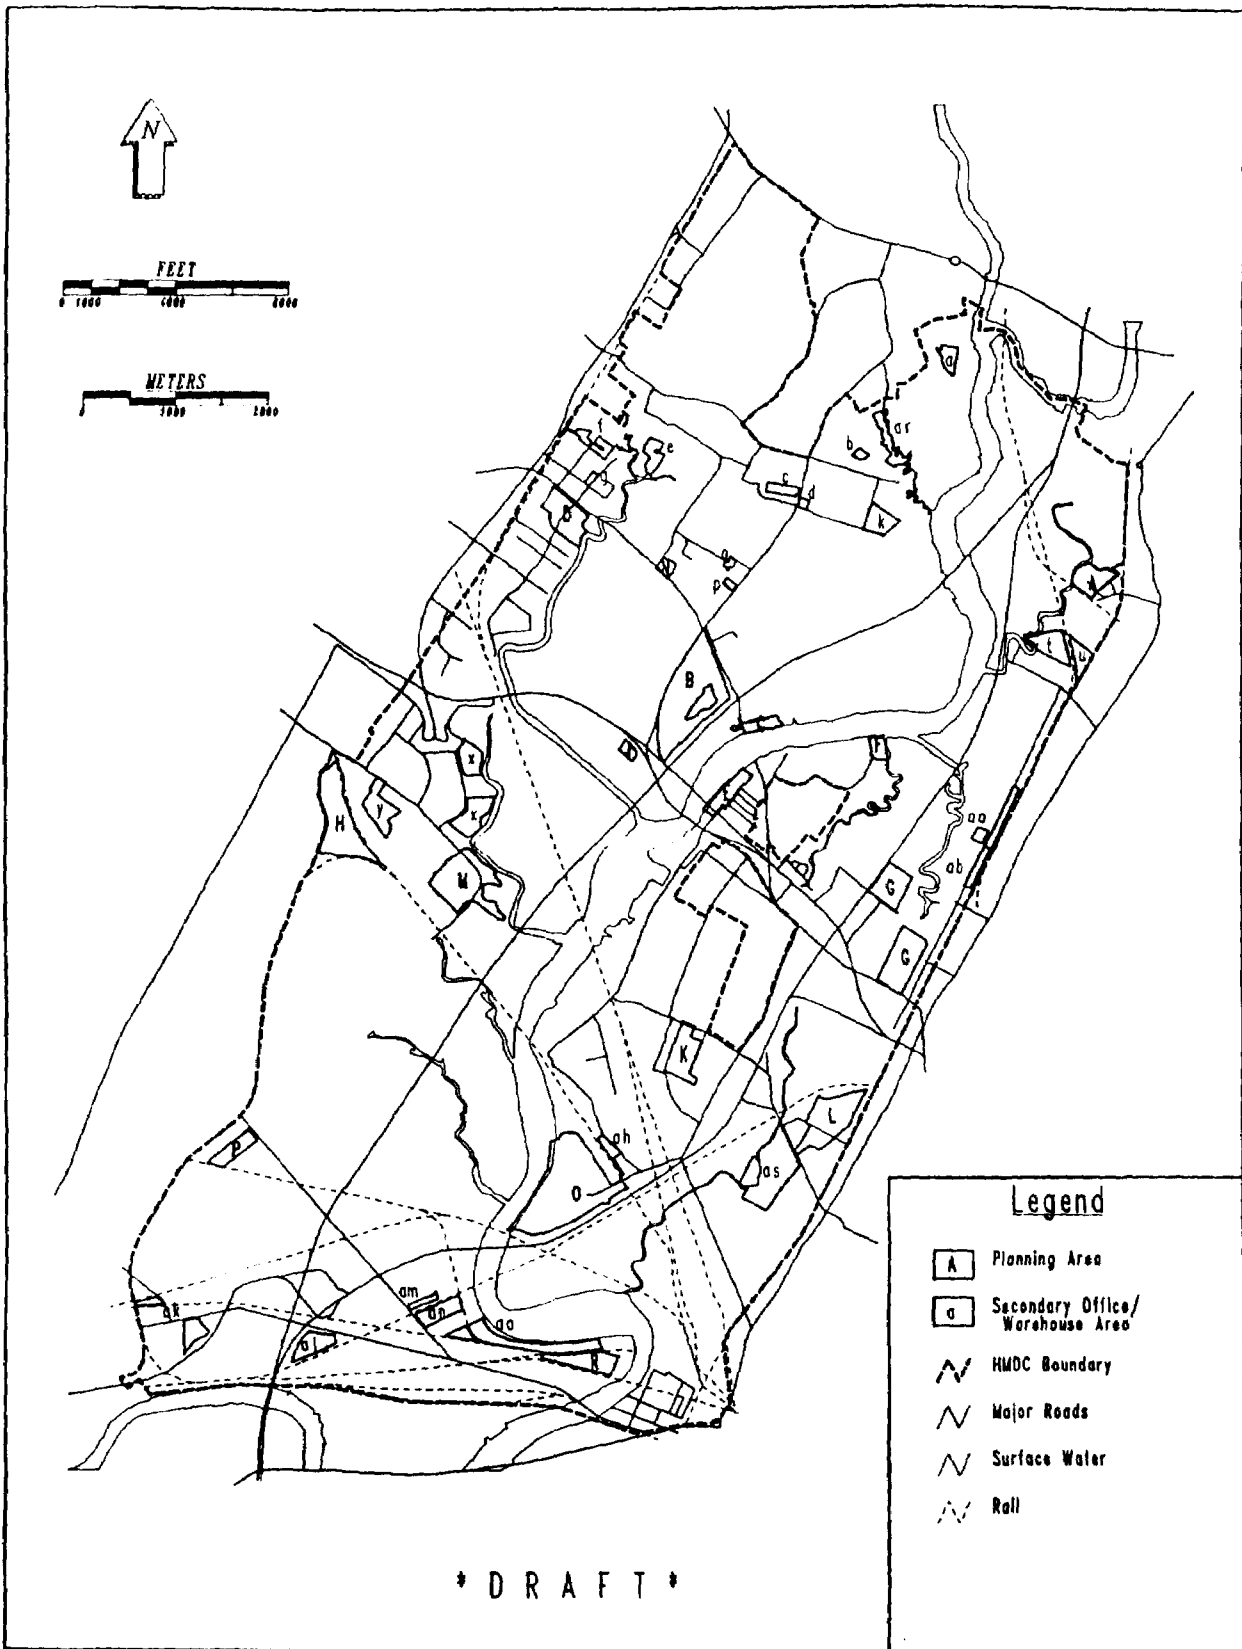 N
FEET
METERS
a
ar
b
e
c
d
k
p
B
t
u
x
y
x
H
M
F
aa
ab
G
G
K
L
ah
as
O
P
am
an
ao
ak
R
Legend
A Planning Area
a Secondary Office/
Warehouse Area
HMDC Boundary
Major Roads
Surface Water
Rail
*DRAFT*